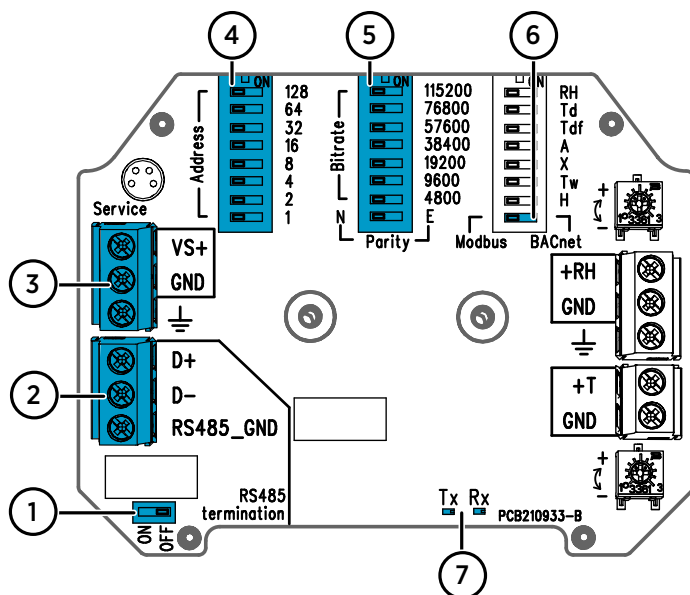 4
5
6
ON
ON
ON
Address
128
64
32
16
8
4
2
1
Bitrate
115200
76800
57600
38400
19200
9600
4800
N
E
Parity
RH
Td
Tdf
A
X
Tw
H
Modbus
BACnet
Service
3
VS+
GND
2
D+
D-
RS485_GND
1
ON
OFF
RS485
termination
Tx Rx
7
PCB210933-B
+
-
+RH
GND
+T
GND
+
-